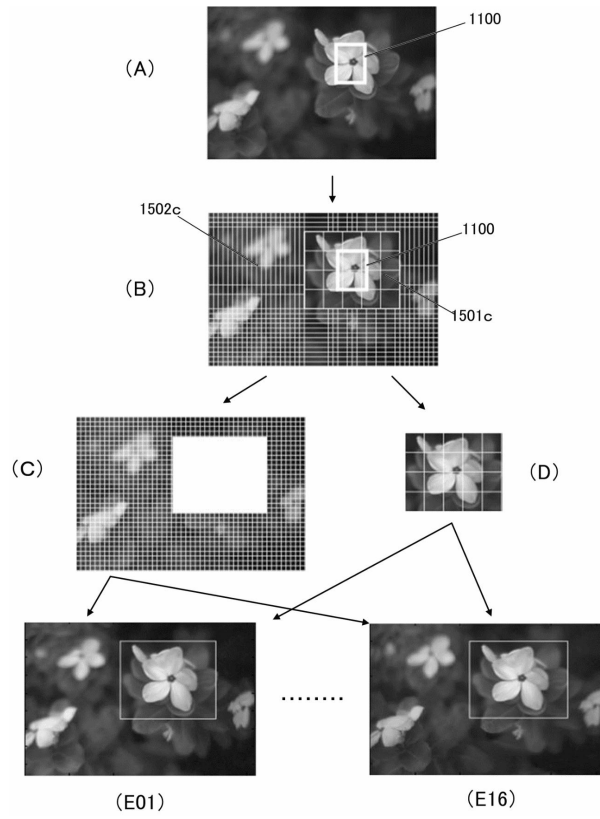 1100
(A)
1502c
1100
(B)
1501c
(C)
(D)
........
(E01)
(E16)